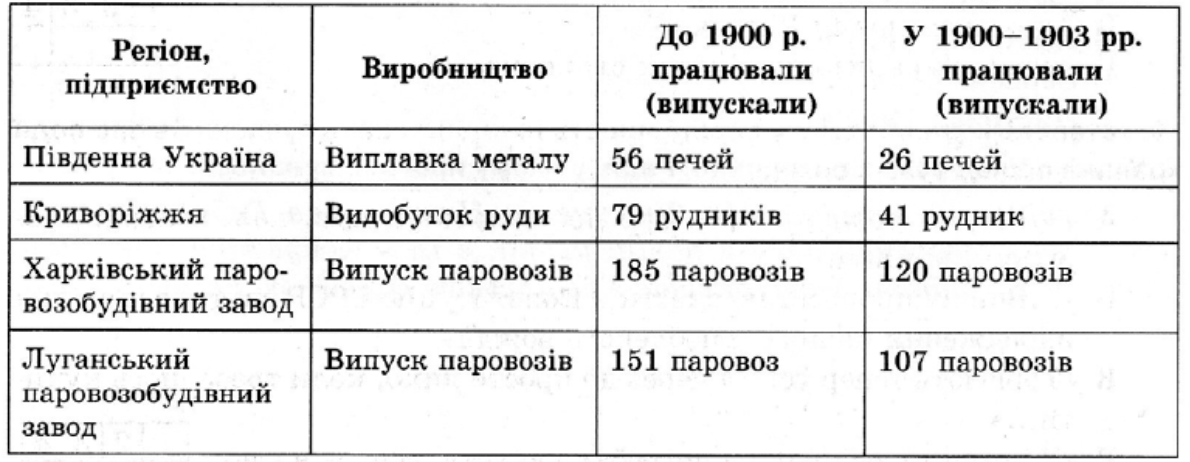 Регіон,
підприємство
Виробництво
До 1900 р.
працювали
(випускали)
У 1900–1903 рр.
працювали
(випускали)
Південна Україна
Виплавка металу
56 печей
26 печей
Криворіжжя
Видобуток руди
79 рудників
41 рудник
Харківський паро-
возобудівний завод
Випуск паровозів
185 паровозів
120 паровозів
Луганський
паровозобудівний
завод
Випуск паровозів
151 паровоз
107 паровозів